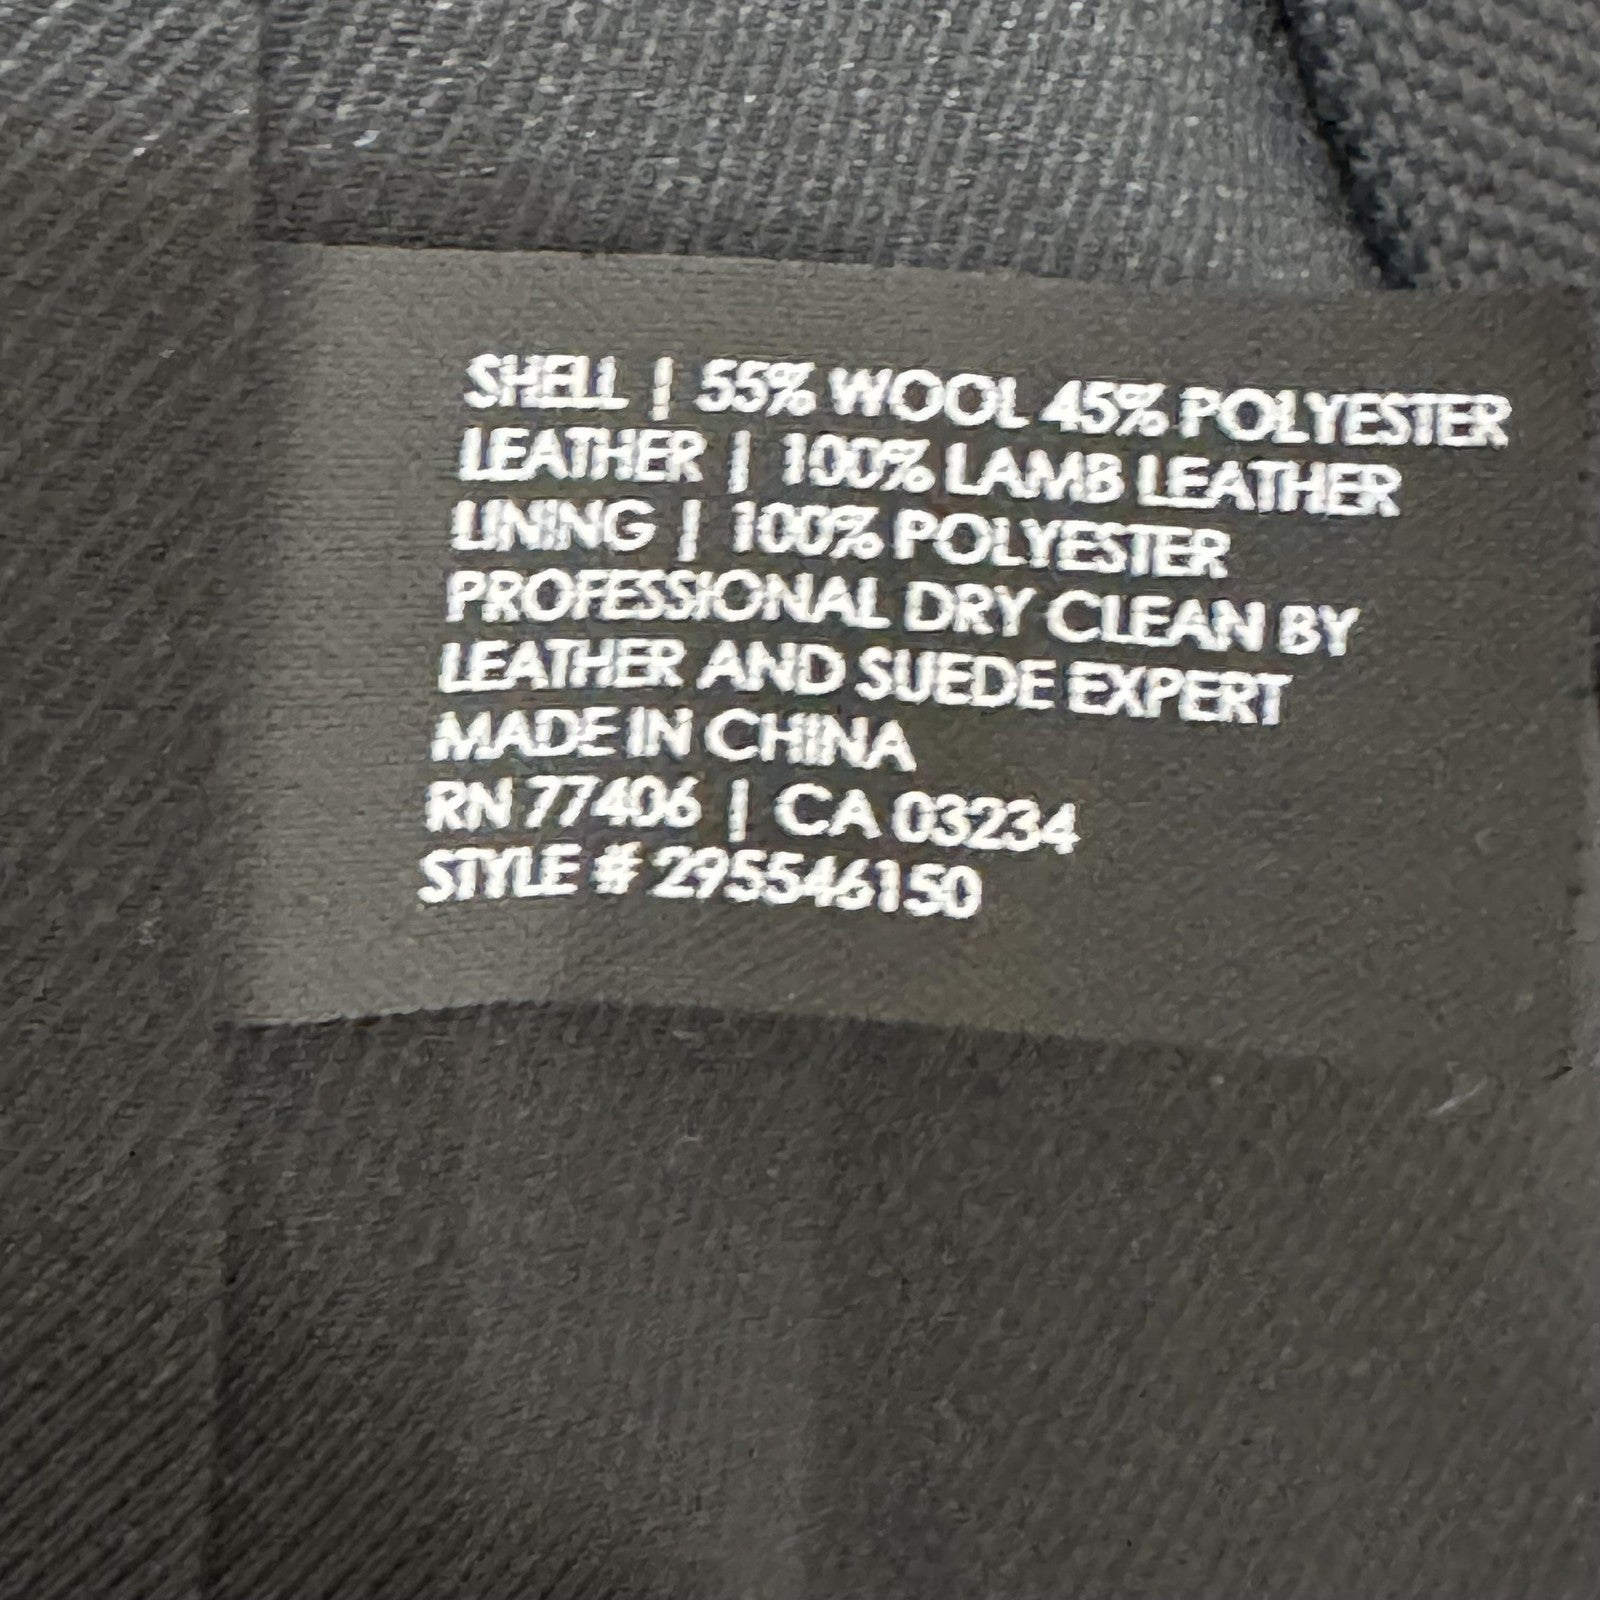 SHELL | 55% WOOL 45% POLYESTER
LEATHER | 100% LAMB LEATHER
LINING | 100% POLYESTER
PROFESSIONAL DRY CLEAN BY
LEATHER AND SUEDE EXPERT
MADE IN CHINA
RN 77406 | CA 03234
STYLE # 295546150